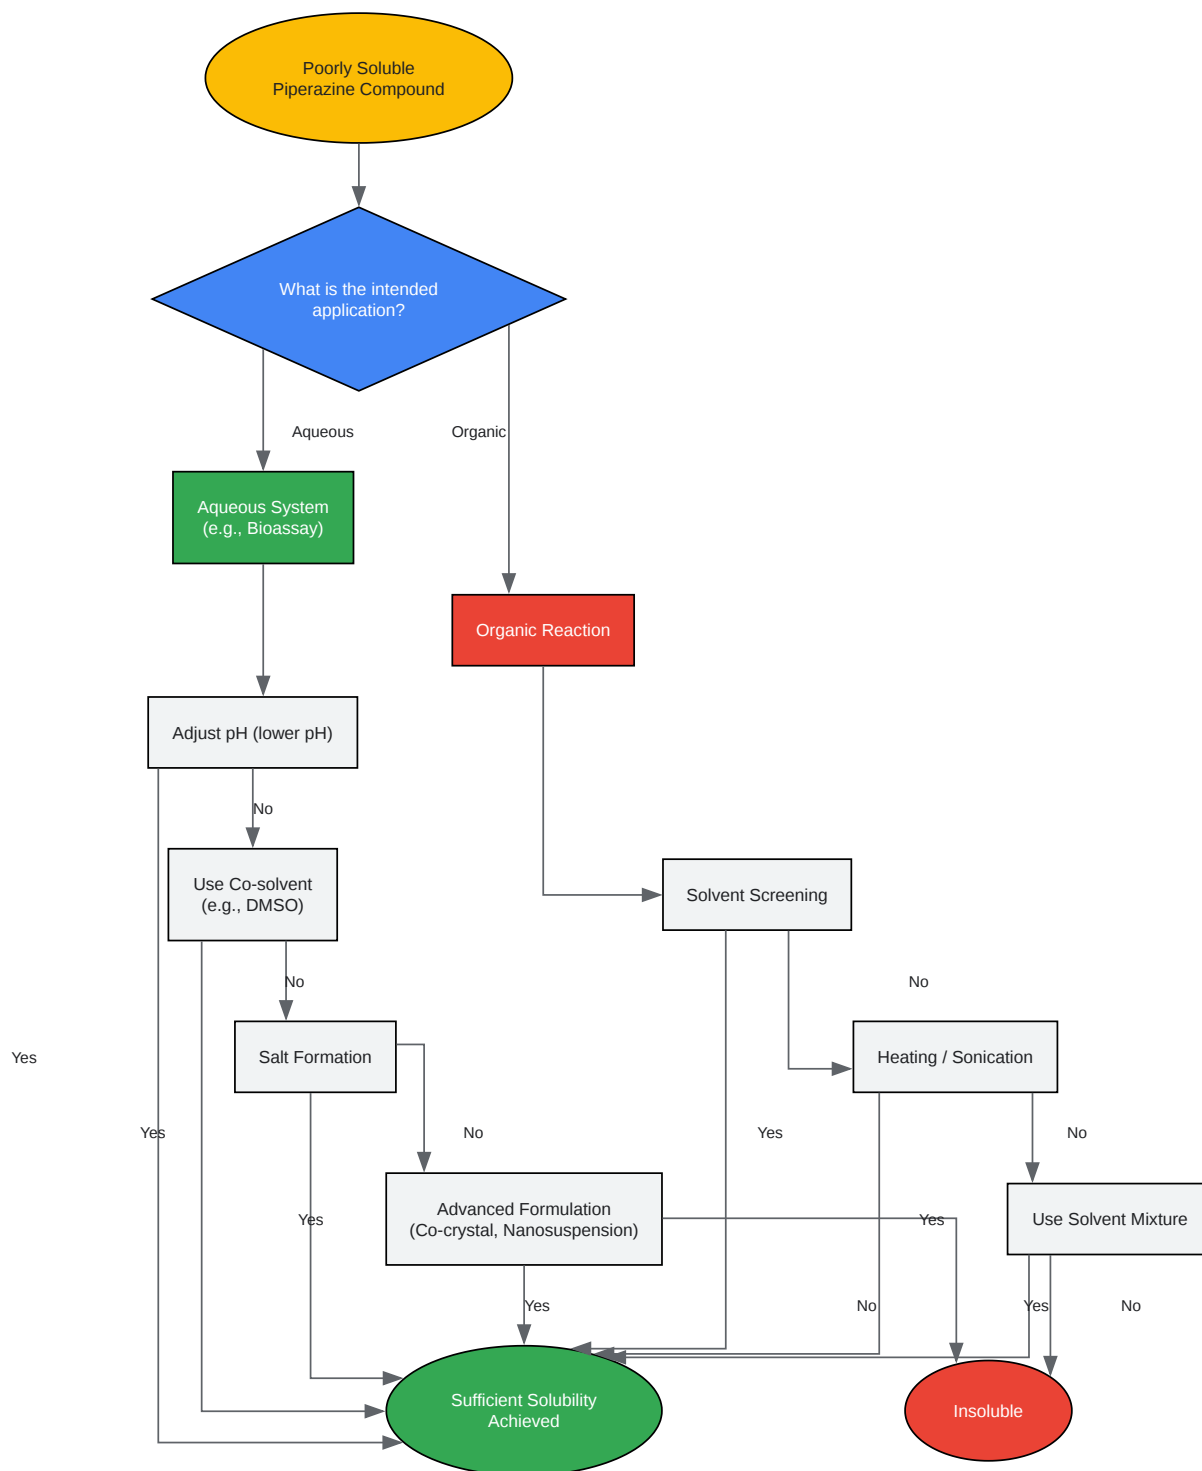 Poorly Soluble
Piperazine Compound
What is the intended
application?
Aqueous
Organic
Aqueous System
(e.g., Bioassay)
Organic Reaction
Adjust pH (lower pH)
No
Use Co-solvent
(e.g., DMSO)
Solvent Screening
No
No
Yes
Salt Formation
Heating / Sonication
Yes
No
Yes
No
Advanced Formulation
(Co-crystal, Nanosuspension)
Yes
Yes
Use Solvent Mixture
Yes
No
Yes
No
Sufficient Solubility
Achieved
Insoluble